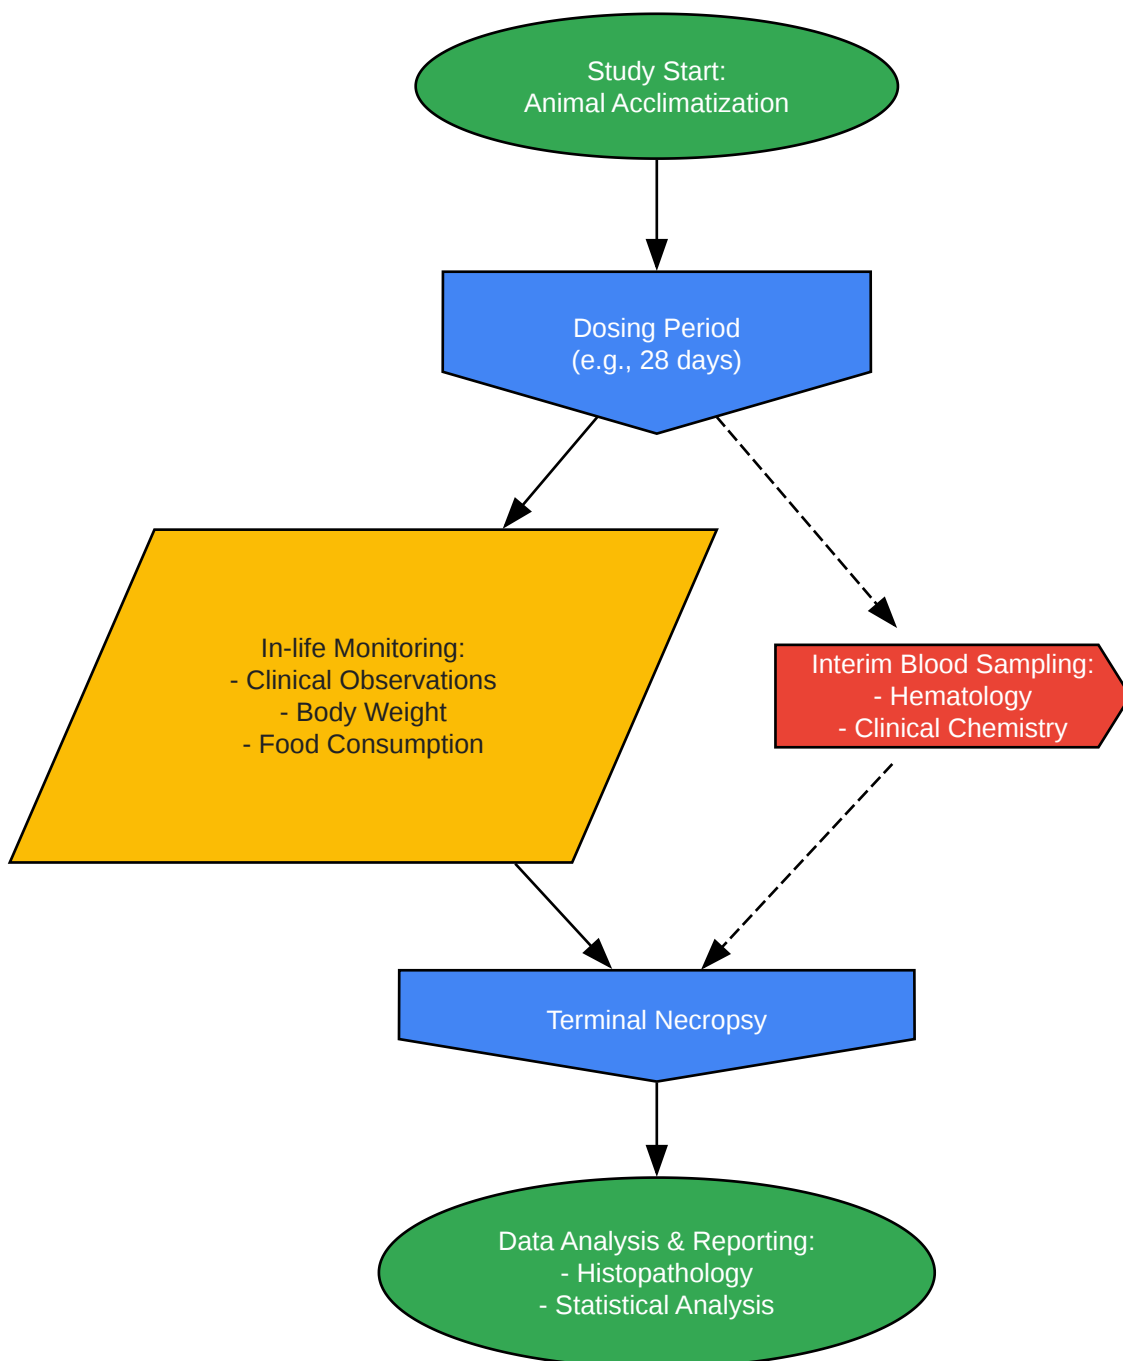 Study Start:
Animal Acclimatization
Dosing Period
(e.g., 28 days)
In-life Monitoring:
- Clinical Observations
- Body Weight
- Food Consumption
Interim Blood Sampling:
- Hematology
- Clinical Chemistry
Terminal Necropsy
Data Analysis & Reporting:
- Histopathology
- Statistical Analysis